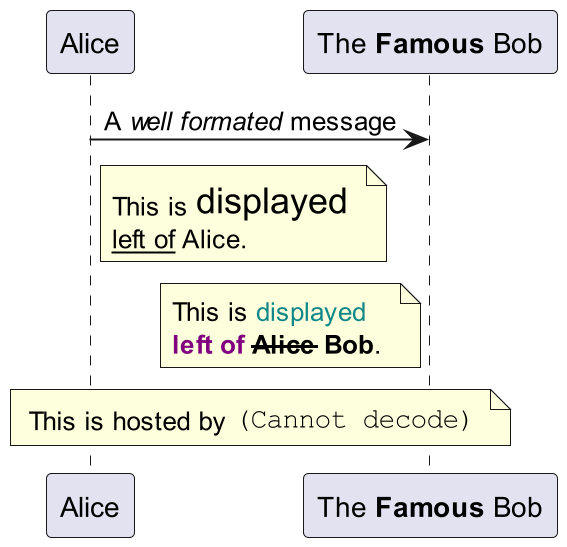 Alice
The Famous Bob
A well formated message
This is displayed
left of Alice.
This is displayed
left of Alice Bob.
This is hosted by (Cannot decode)
Alice
The Famous Bob